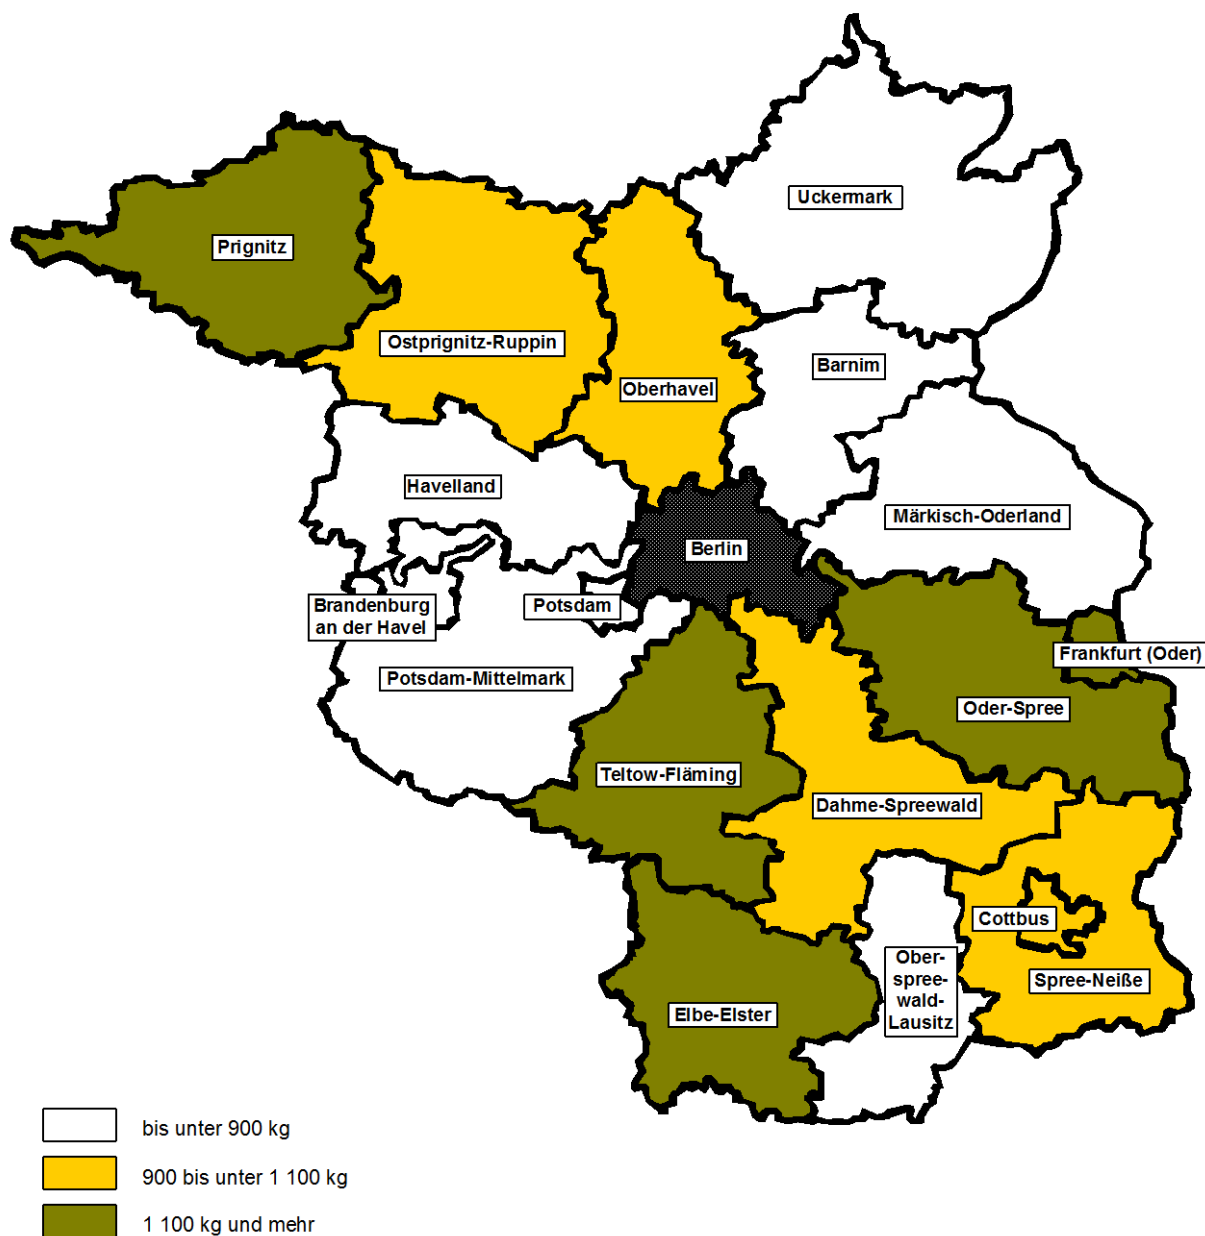 Uckermark
Prignitz
Ostprignitz-Ruppin
Barnim
Oberhavel
Havelland
Märkisch-Oderland
Berlin
Brandenburg
an der Havel
Potsdam
Frankfurt (Oder)
Potsdam-Mittelmark
Oder-Spree
Teltow-Fläming
Dahme-Spreewald
Cottbus
Ober-
spree-
wald-
Lausitz
Spree-Neiße
Elbe-Elster
bis unter 900 kg
900 bis unter 1 100 kg
1 100 kg und mehr